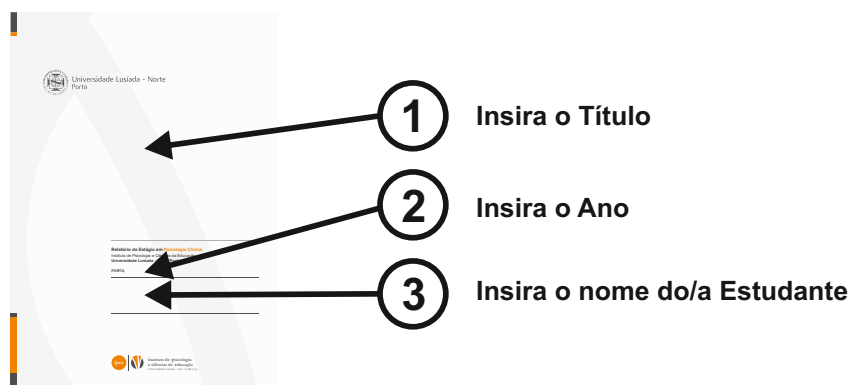 Universidade Lusíada - Norte
Porto
1
Insira o Título
2
Insira o Ano
Relatório de Estágio em Psicologia Clínica
Instituto de Psicologia e Ciências da Educação
Universidade Lusíada
PORTO,
3
Insira o nome do/a Estudante
Instituto de Psicologia
e Ciências da educação